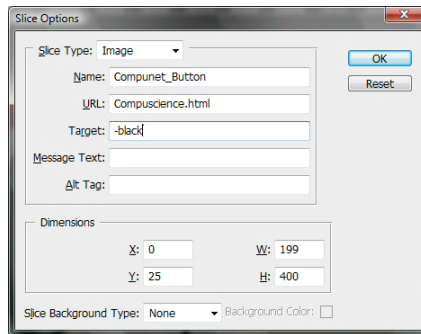 Slice Options
Slice Type: Image
OK
Name: Compunet_Button
Reset
URL: Compuscience.html
Target: -black
Message Text:
Alt Tag:
Dimensions
X: 0 W: 199
Y: 25 H: 400
Slice Background Type: None Background Color: